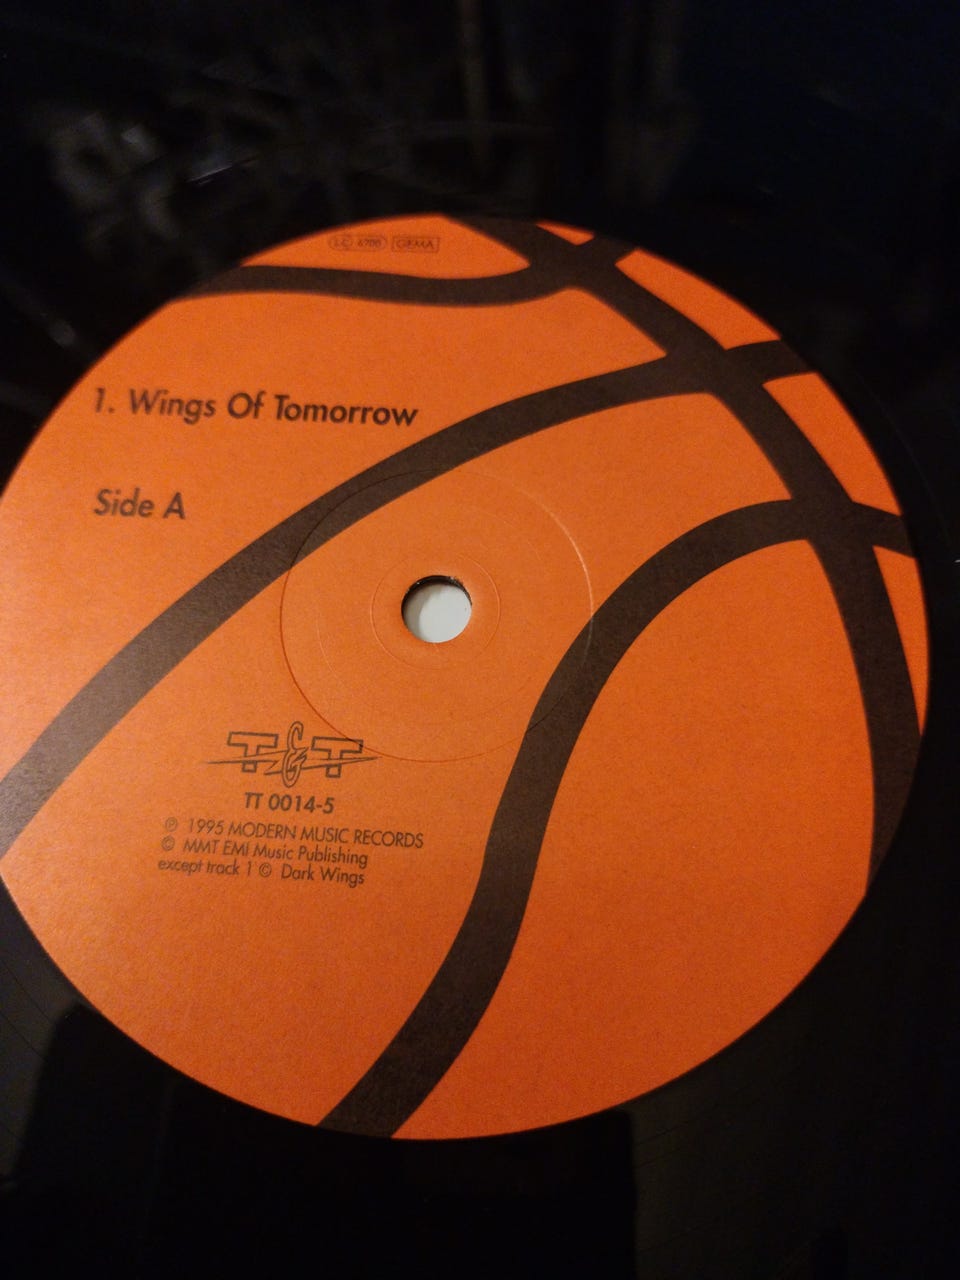 LC 6700 GEMA
1. Wings Of Tomorrow
Side A
T&T
TT 0014-5
℗ 1995 MODERN MUSIC RECORDS
© MMT EMI Music Publishing
except track 1 © Dark Wings